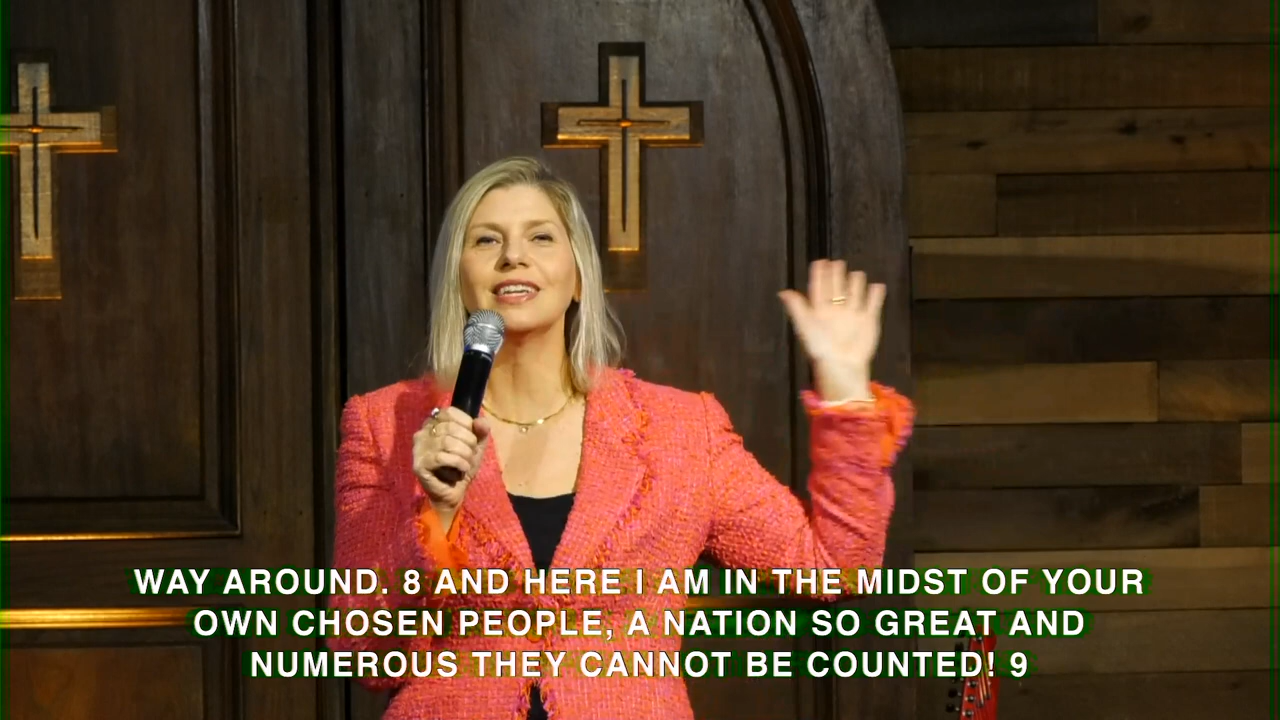 WAY AROUND. 8 AND HERE I AM IN THE MIDST OF YOUR
OWN CHOSEN PEOPLE, A NATION SO GREAT AND
NUMEROUS THEY CANNOT BE COUNTED! 9